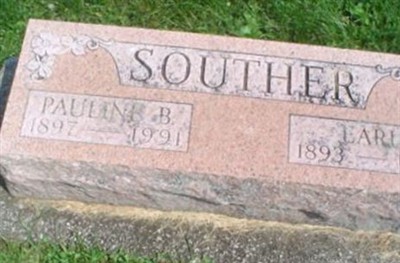 SOUTHER
PAULINE B.
1897 — 1991
EARL
1893 —